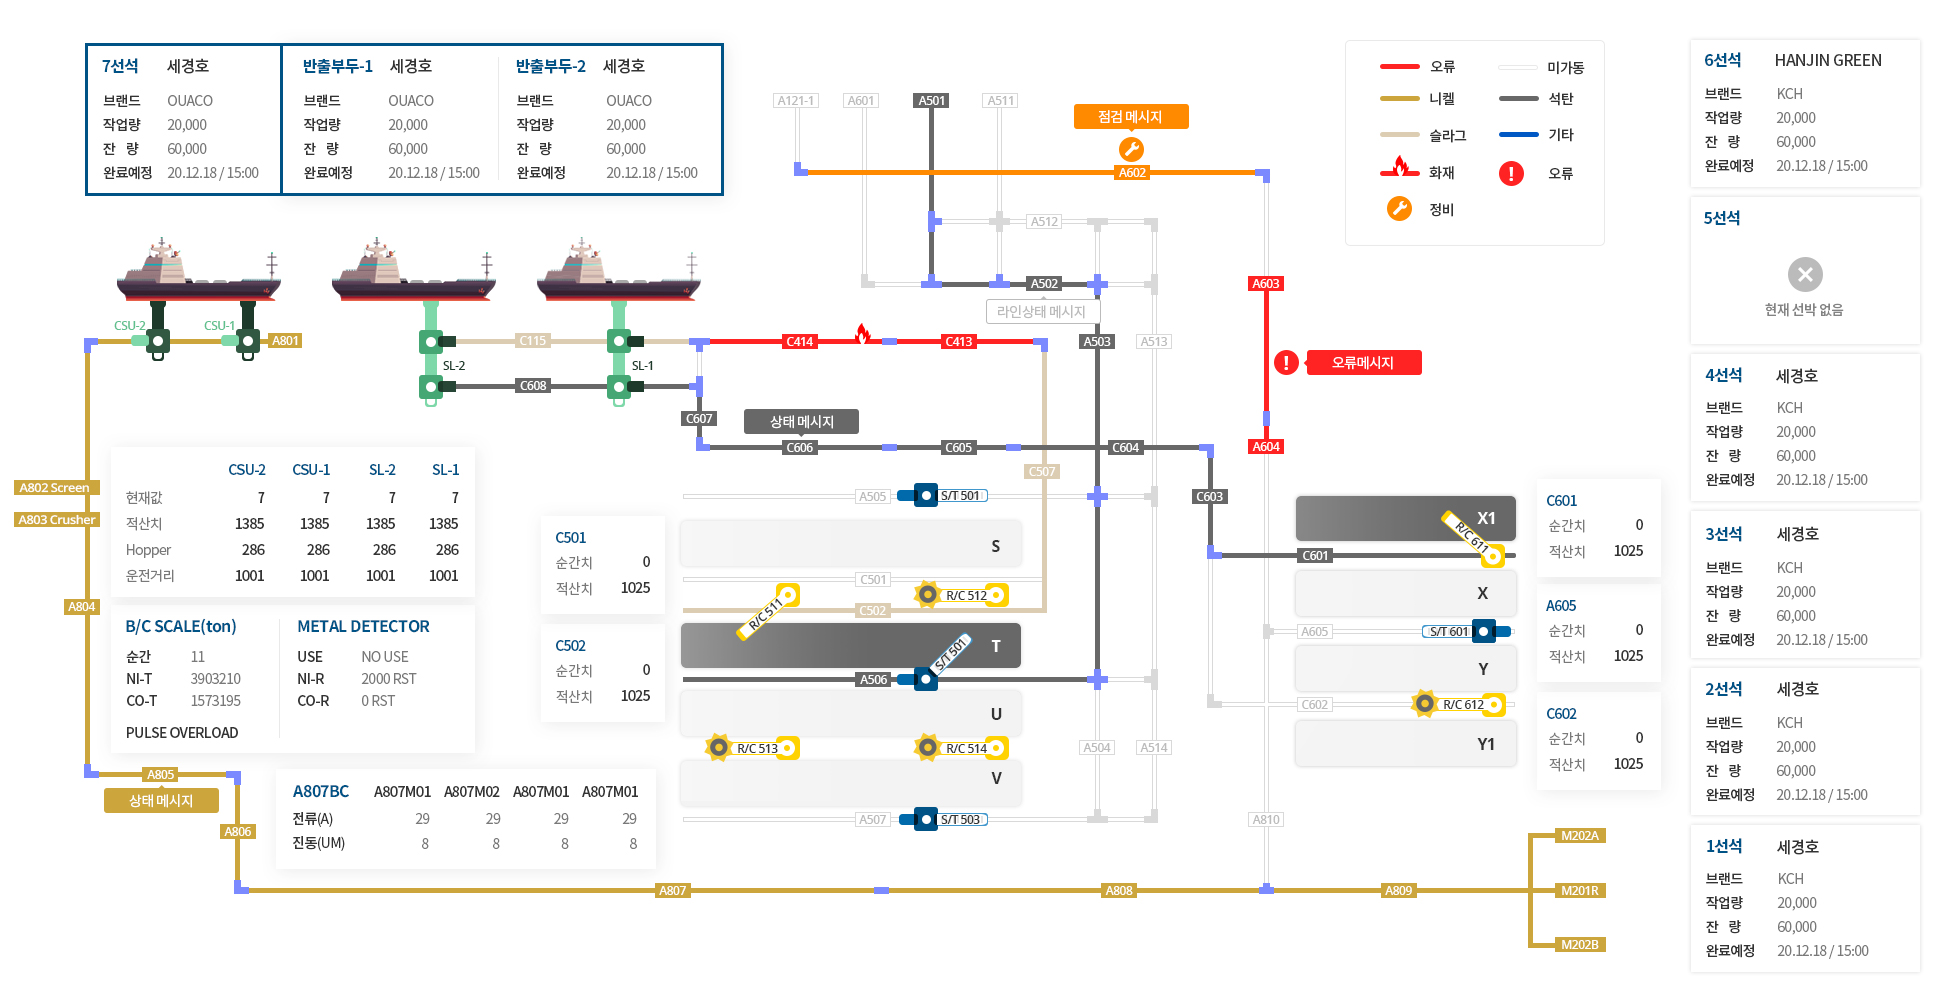 7선석 세경호
브랜드 OUACO
작업량 20,000
잔 량 60,000
완료예정 20.12.18 / 15:00
반출부두-1 세경호
브랜드 OUACO
작업량 20,000
잔 량 60,000
완료예정 20.12.18 / 15:00
반출부두-2 세경호
브랜드 OUACO
작업량 20,000
잔 량 60,000
완료예정 20.12.18 / 15:00
A121-1
A601
A501
A511
점검 메시지
A602
A512
A502
라인상태 메시지
A603
오류
미가동
니켈
석탄
슬라그
기타
화재
오류
정비
CSU-2
CSU-1
A801
C115
SL-2
SL-1
C608
C414
C413
A503
A513
오류메시지
C607
상태 메시지
C606
C605
C604
A604
C507
C603
A802 Screen
A803 Crusher
A804
CSU-2 CSU-1 SL-2 SL-1
현재값 7 7 7 7
적산치 1385 1385 1385 1385
Hopper 286 286 286 286
운전거리 1001 1001 1001 1001
B/C SCALE(ton)
순간 11
NI-T 3903210
CO-T 1573195
PULSE OVERLOAD
METAL DETECTOR
USE NO USE
NI-R 2000 RST
CO-R 0 RST
C501
순간치 0
적산치 1025
C502
순간치 0
적산치 1025
A505
S/T 501
S
C501
R/C 511
R/C 512
C502
T
S/T 501
A506
U
R/C 513
R/C 514
V
A507
S/T 503
A504
A514
X1
R/C 611
C601
X
A605
S/T 601
Y
C602
R/C 612
Y1
C601
순간치 0
적산치 1025
A605
순간치 0
적산치 1025
C602
순간치 0
적산치 1025
A805
상태 메시지
A806
A807BC A807M01 A807M02 A807M01 A807M01
전류(A) 29 29 29 29
진동(UM) 8 8 8 8
A810
A807
A808
A809
M202A
M201R
M202B
6선석 HANJIN GREEN
브랜드 KCH
작업량 20,000
잔 량 60,000
완료예정 20.12.18 / 15:00
5선석
현재 선박 없음
4선석 세경호
브랜드 KCH
작업량 20,000
잔 량 60,000
완료예정 20.12.18 / 15:00
3선석 세경호
브랜드 KCH
작업량 20,000
잔 량 60,000
완료예정 20.12.18 / 15:00
2선석 세경호
브랜드 KCH
작업량 20,000
잔 량 60,000
완료예정 20.12.18 / 15:00
1선석 세경호
브랜드 KCH
작업량 20,000
잔 량 60,000
완료예정 20.12.18 / 15:00